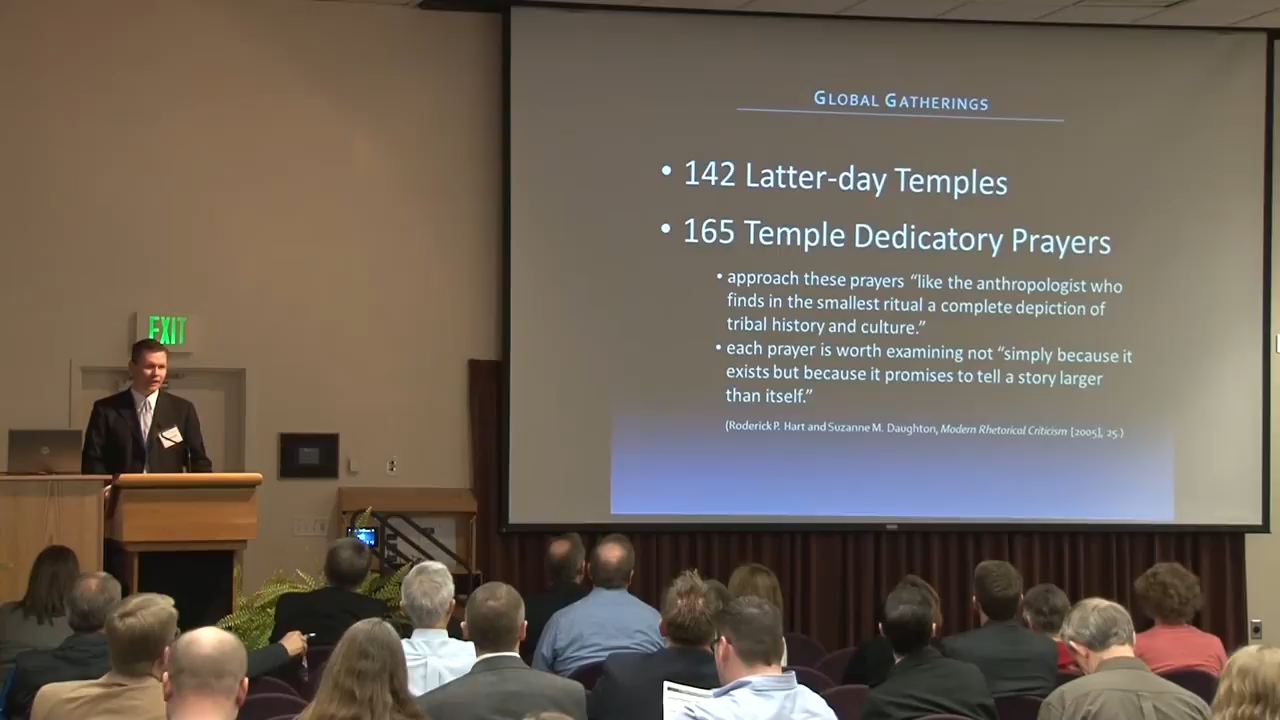 GLOBAL GATHERINGS
• 142 Latter-day Temples
• 165 Temple Dedicatory Prayers
• approach these prayers “like the anthropologist who
finds in the smallest ritual a complete depiction of
tribal history and culture.”
• each prayer is worth examining not “simply because it
exists but because it promises to tell a story larger
than itself.”
(Roderick P. Hart and Suzanne M. Daughton, Modern Rhetorical Criticism [2005], 25.)
EXIT